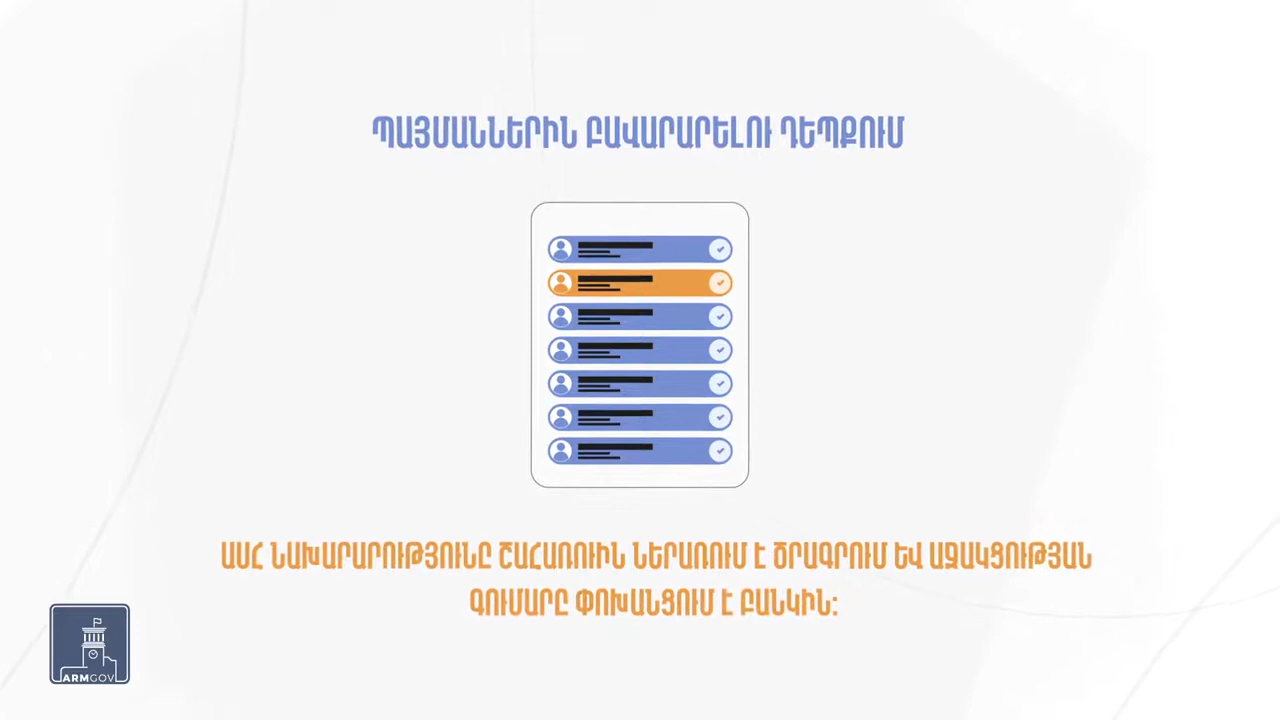 ՊԱՅՄԱՆՆԵՐԻՆ ԲԱՎԱՐԱՐԵԼՈՒ ԴԵՊՔՈՒՄ
ԱՍՀ ՆԱԽԱՐԱՐՈՒԹՅՈՒՆԸ ՇԱՀԱՌՈՒԻՆ ՆԵՐԱՌՈՒՄ Է ԾՐԱԳՐՈՒՄ ԵՎ ԱՋԱԿՑՈՒԹՅԱՆ
ԳՈՒՄԱՐԸ ՓՈԽԱՆՑՈՒՄ Է ԲԱՆԿԻՆ:
ARMGOV